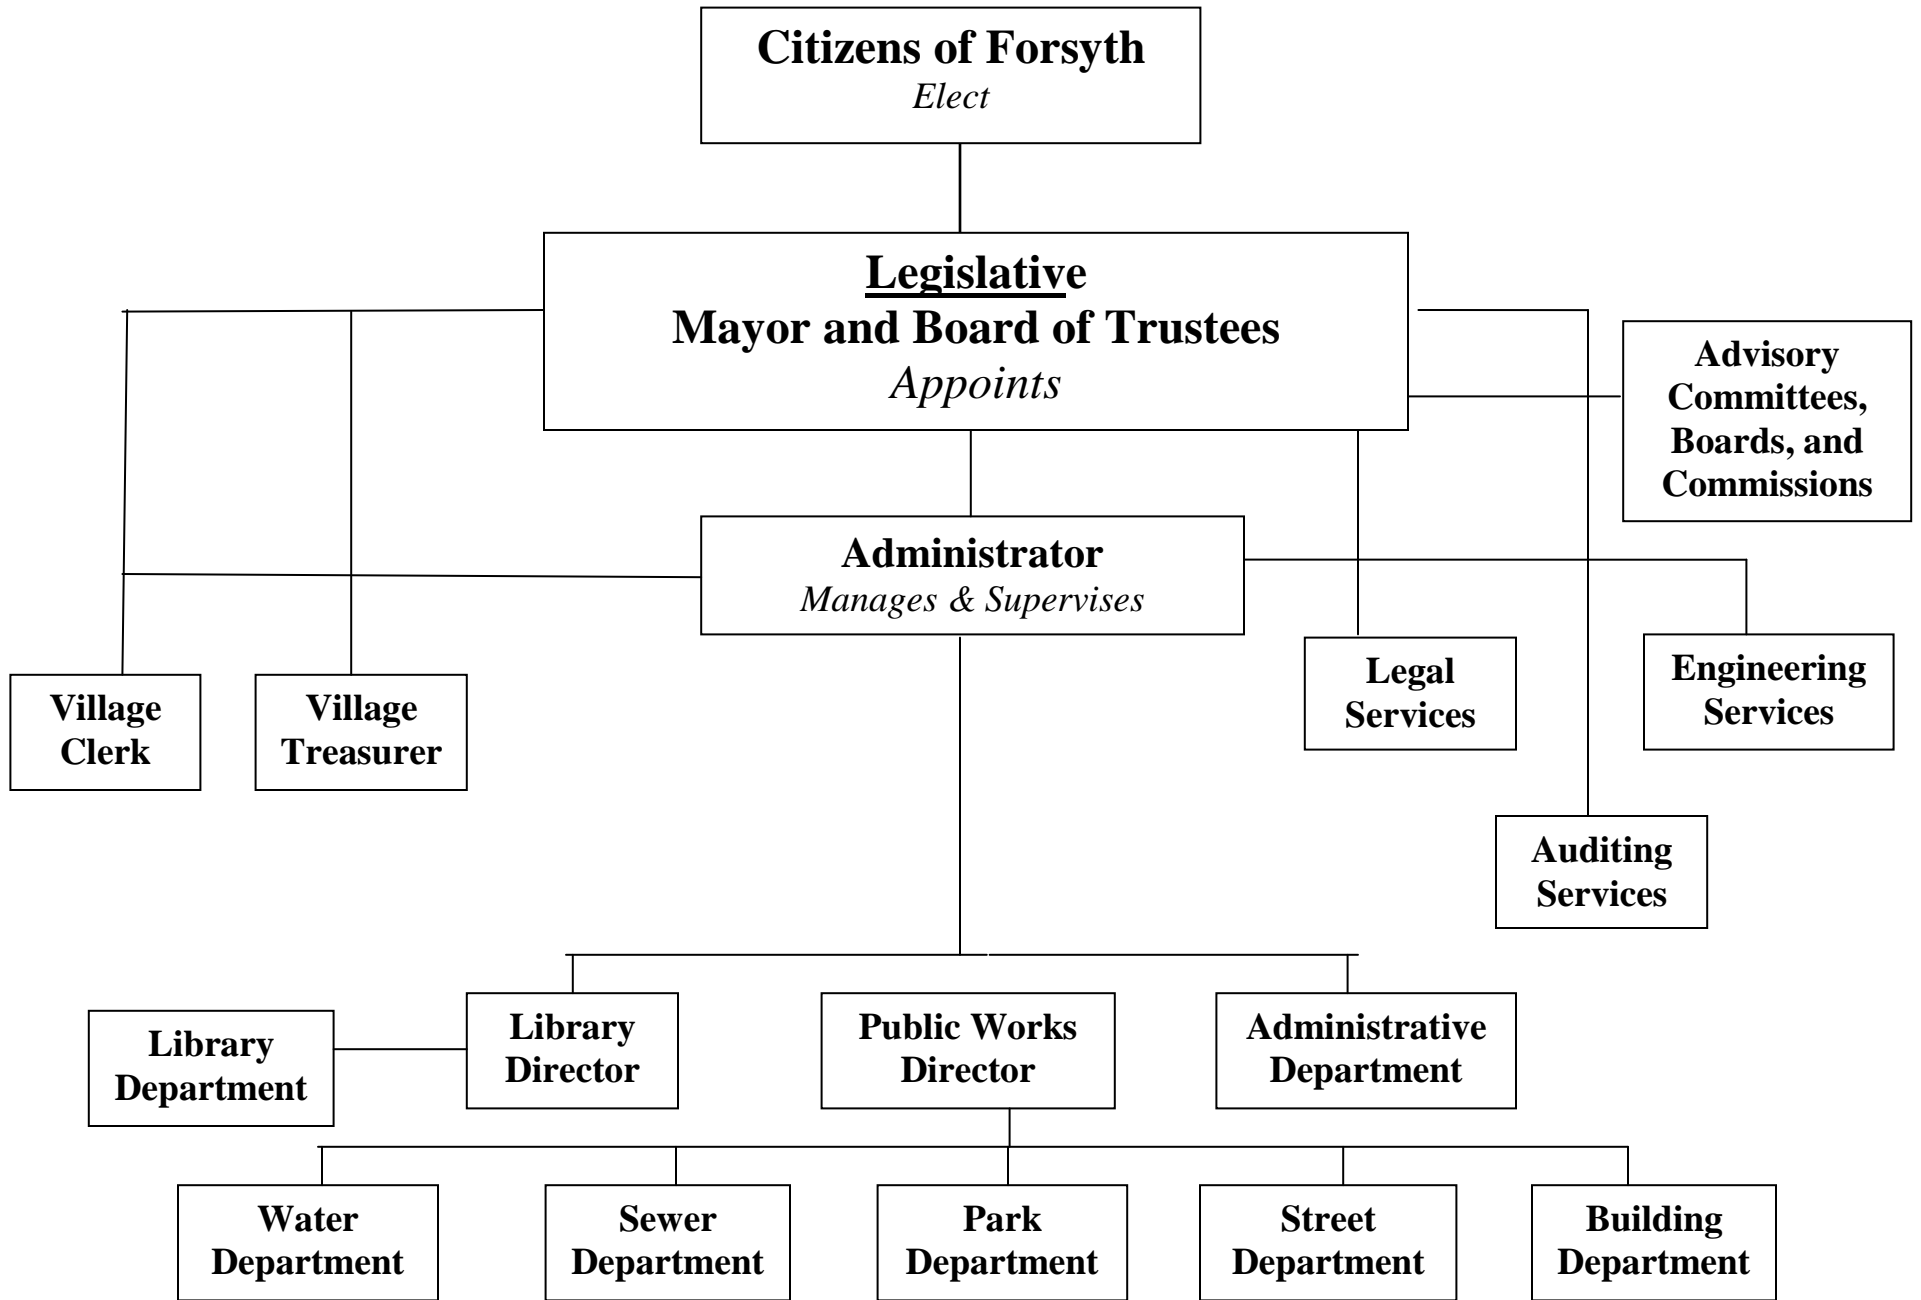 Citizens of Forsyth
Elect
Legislative
Mayor and Board of Trustees
Appoints
Advisory
Committees,
Boards, and
Commissions
Administrator
Manages & Supervises
Village
Clerk
Village
Treasurer
Legal
Services
Engineering
Services
Auditing
Services
Library
Department
Library
Director
Public Works
Director
Administrative
Department
Water
Department
Sewer
Department
Park
Department
Street
Department
Building
Department